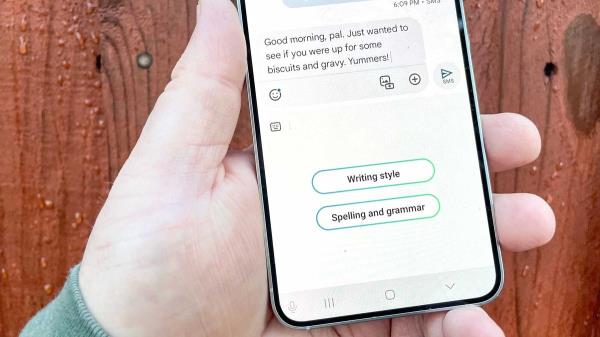 6:09 PM • SMS
Good morning, pal. Just wanted to
see if you were up for some
biscuits and gravy. Yummers!
SMS
Writing style
Spelling and grammar